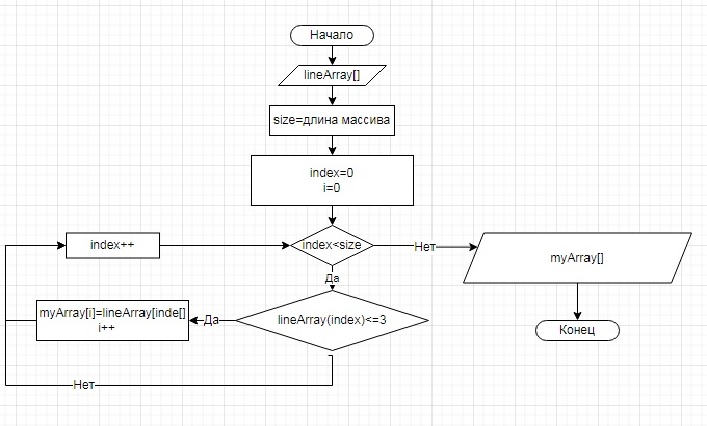 Начало
lineArray[]
size=длина массива
index=0
i=0
index++
index<size
Нет
myArray[]
Да
myArray[i]=lineArray[inde[]
i++
Да
lineArray(index)<=3
Конец
Нет